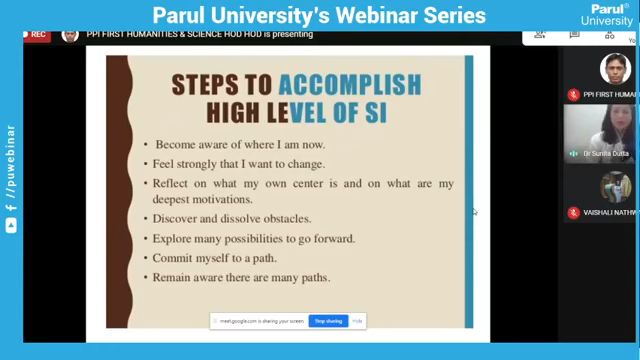 Parul University's Webinar Series
Parul®
University
REC
PPI FIRST HUMANITIES & SCIENCE HOD HOD is presenting
STEPS TO ACCOMPLISH
HIGH LEVEL OF SI
• Become aware of where I am now.
• Feel strongly that I want to change.
• Reflect on what my own center is and on what are my
deepest motivations.
• Discover and dissolve obstacles.
• Explore many possibilities to go forward.
• Commit myself to a path.
• Remain aware there are many paths.
meet.google.com is sharing your screen.
Stop sharing
Hide
PPI FIRST HUMAN
Dr Sunita Dutta
VAISHALI NATHW
/puwebinar